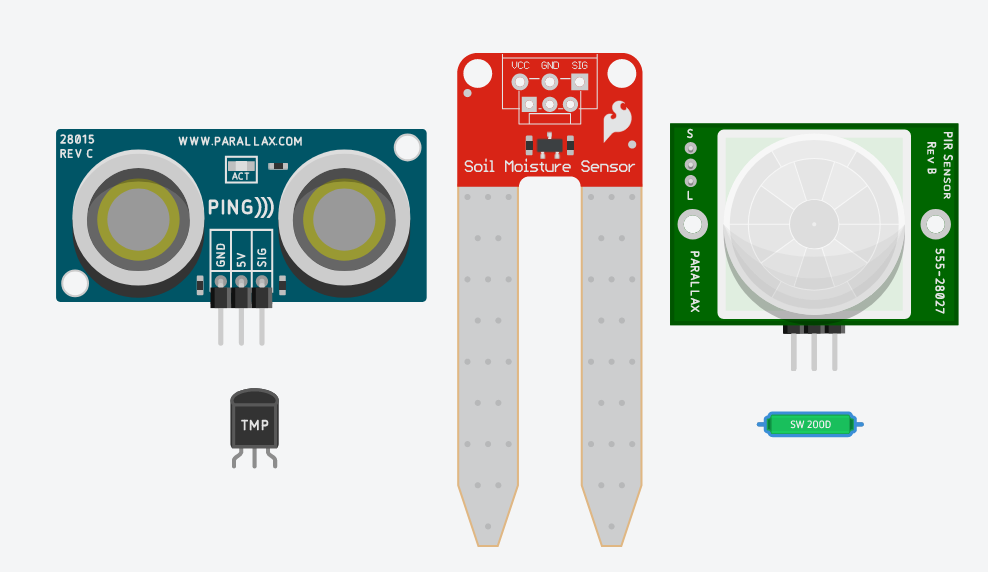 28015
REV C
WWW.PARALLAX.COM
ACT
PING)))
GND
5V
SIG
TMP
VCC GND SIG
Soil Moisture Sensor
S
L
PARALLAX
PIR SENSOR
REV B
555-28027
SW 200D